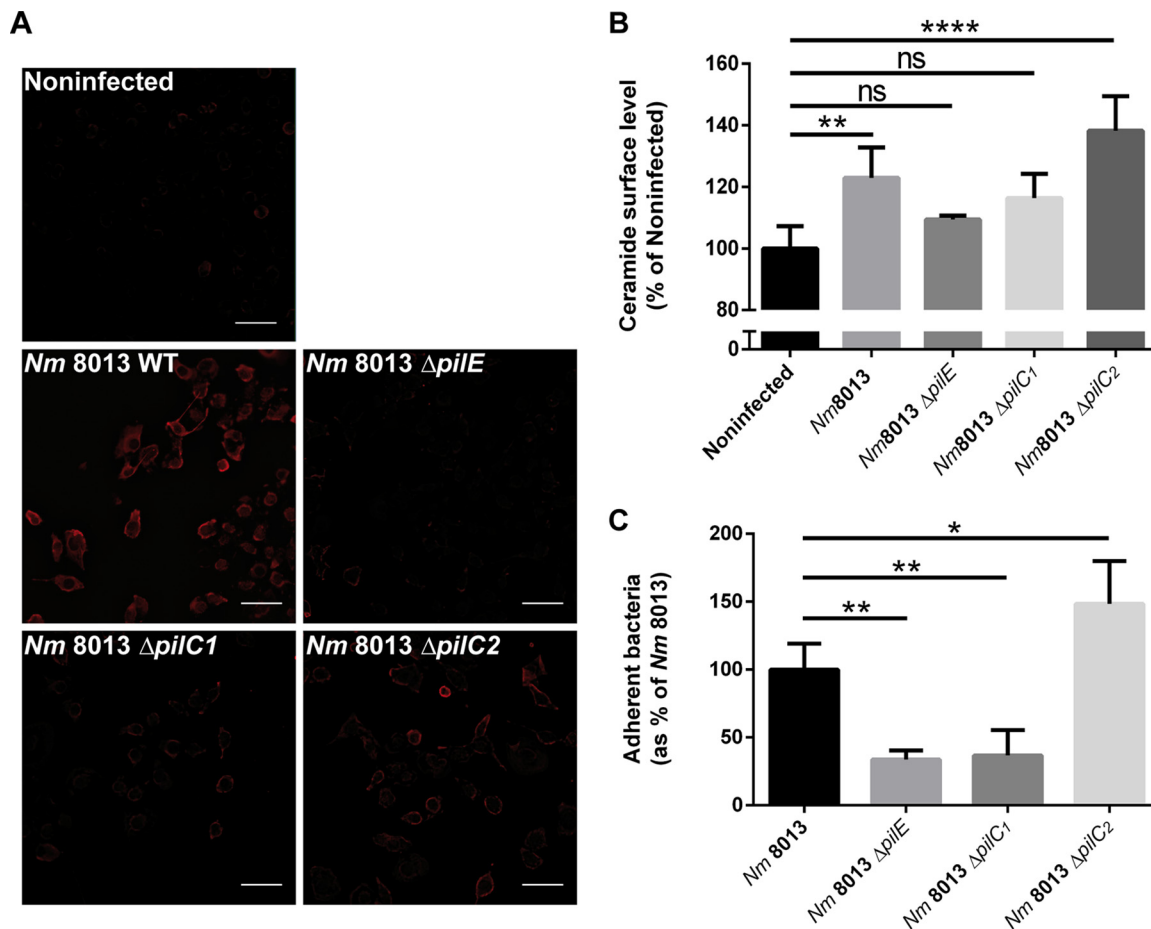 A
Noninfected
Nm 8013 WT
Nm 8013 ΔpilE
Nm 8013 ΔpilC1
Nm 8013 ΔpilC2
B
****
ns
ns
**
Ceramide surface level
(% of Noninfected)
160
140
120
100
80
0
Noninfected
Nm8013
Nm8013 ΔpilE
Nm8013 ΔpilC1
Nm8013 ΔpilC2
C
*
**
**
Adherent bacteria
(as % of Nm 8013)
200
150
100
50
0
Nm 8013
Nm 8013 ΔpilE
Nm 8013 ΔpilC1
Nm 8013 ΔpilC2